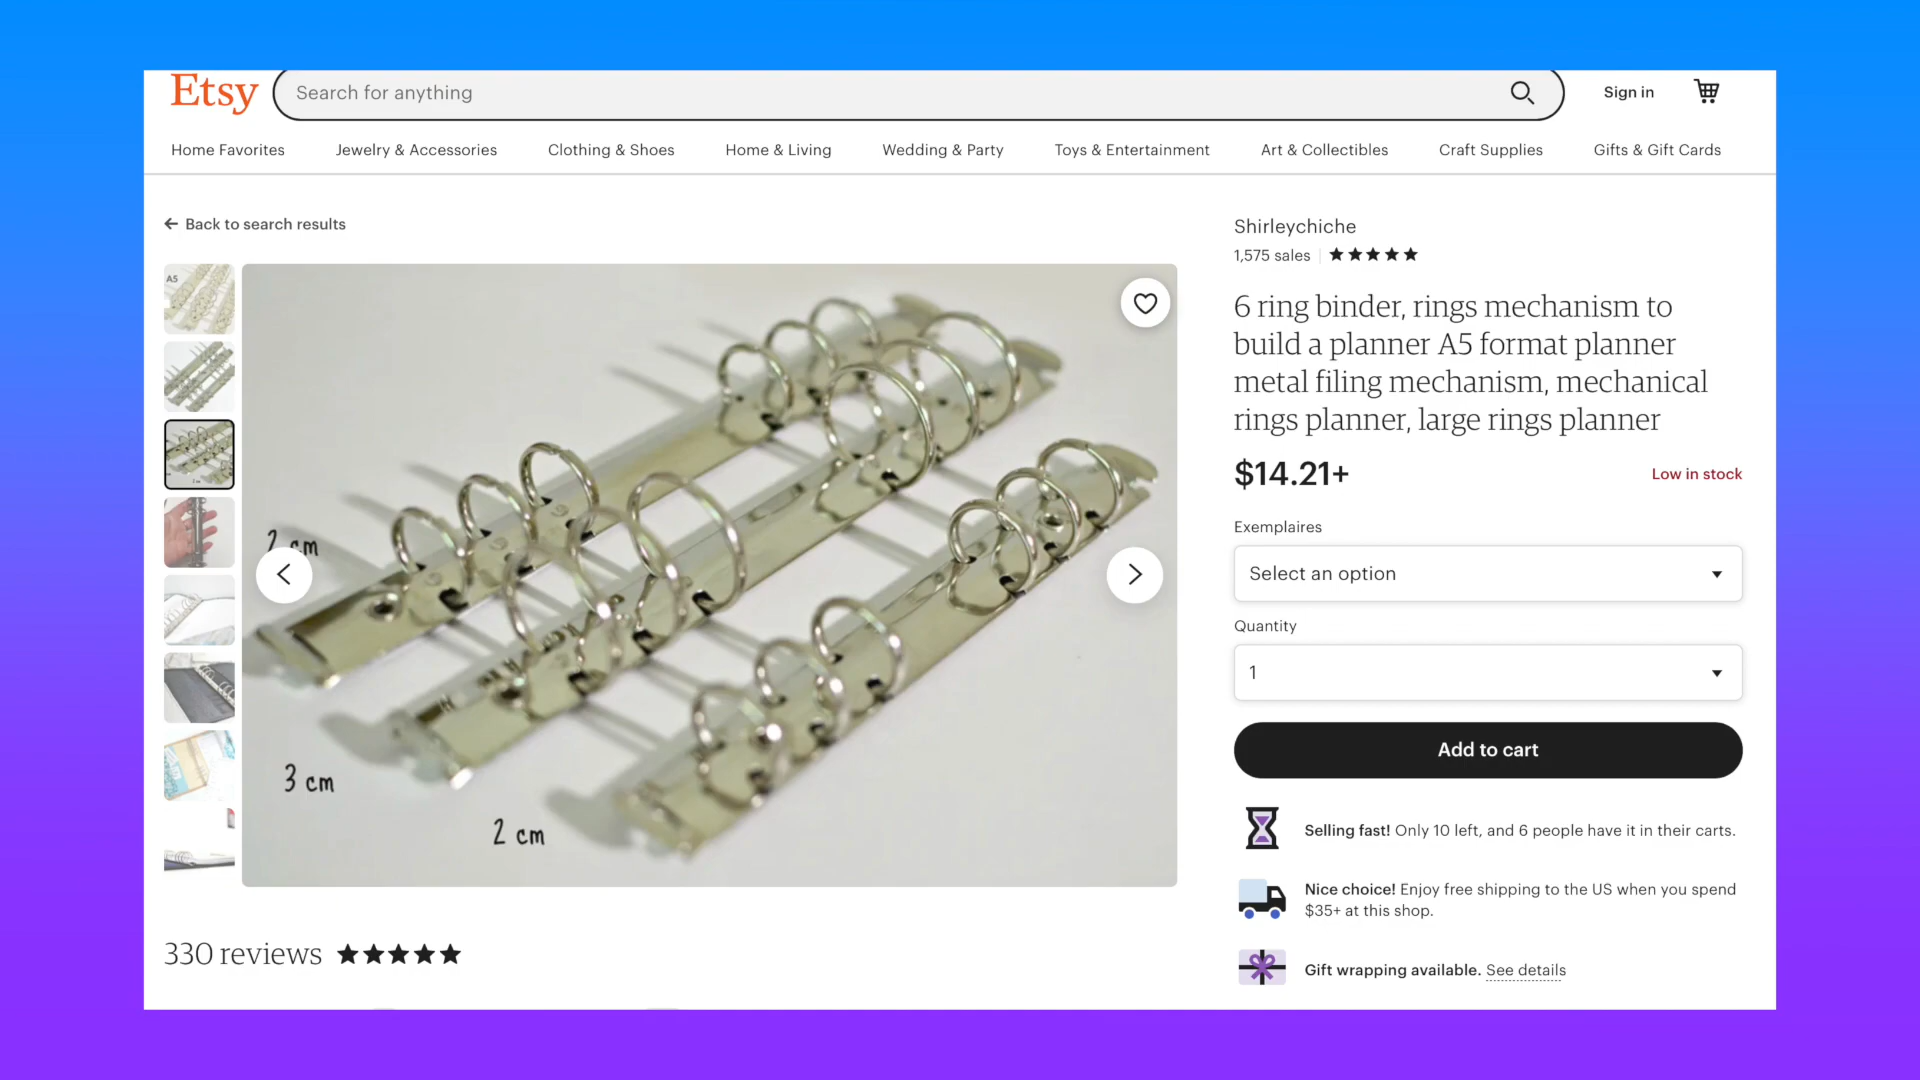 Etsy
Search for anything
Sign in
Home Favorites
Jewelry & Accessories
Clothing & Shoes
Home & Living
Wedding & Party
Toys & Entertainment
Art & Collectibles
Craft Supplies
Gifts & Gift Cards
Back to search results
A5
2 cm
3 cm
2 cm
330 reviews
Shirleychiche
1,575 sales
6 ring binder, rings mechanism to
build a planner A5 format planner
metal filing mechanism, mechanical
rings planner, large rings planner
$14.21+
Low in stock
Exemplaires
Select an option
Quantity
1
Add to cart
Selling fast! Only 10 left, and 6 people have it in their carts.
Nice choice! Enjoy free shipping to the US when you spend
$35+ at this shop.
Gift wrapping available. See details